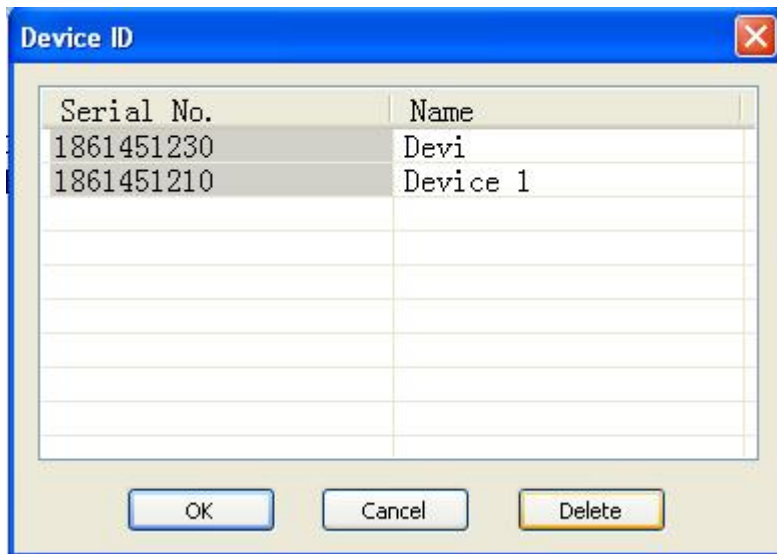 Device ID
Serial No. Name
1861451230 Devi
1861451210 Device 1
OK Cancel Delete